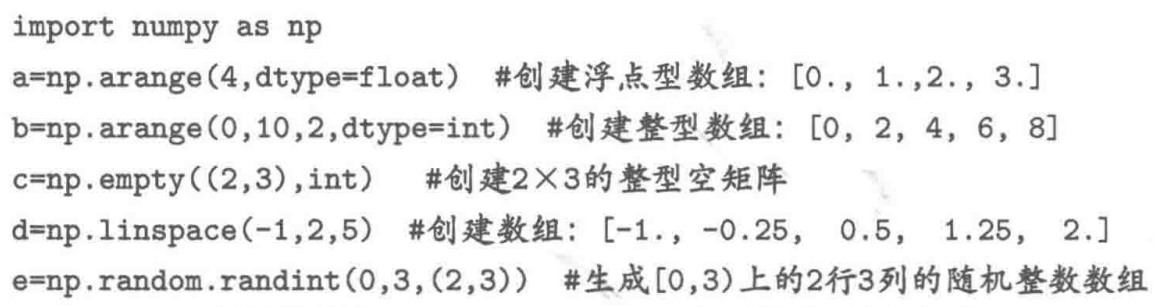 import numpy as np
a=np.arange(4,dtype=float)  #创建浮点型数组: [0., 1.,2., 3.]
b=np.arange(0,10,2,dtype=int)  #创建整型数组: [0, 2, 4, 6, 8]
c=np.empty((2,3),int)   #创建2×3的整型空矩阵
d=np.linspace(-1,2,5)  #创建数组: [-1., -0.25,  0.5,  1.25,  2.]
e=np.random.randint(0,3,(2,3))  #生成[0,3)上的2行3列的随机整数数组